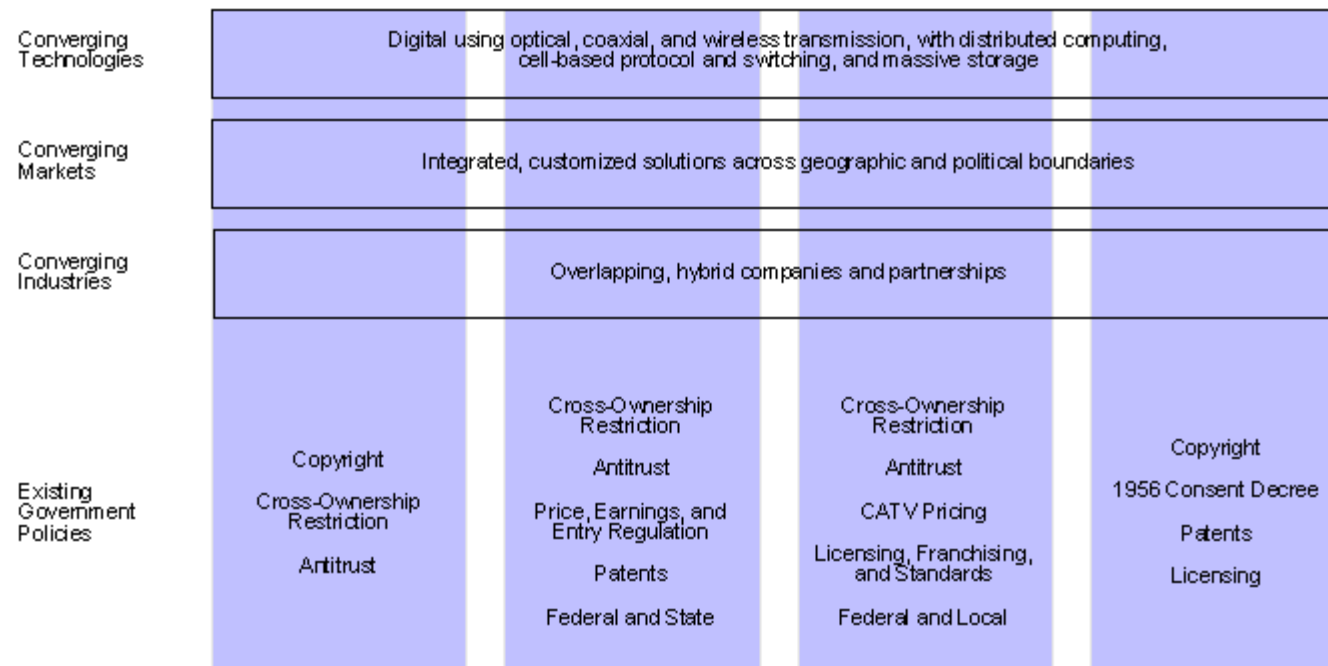 Converging
Technologies
Digital using optical, coaxial, and wireless transmission, with distributed computing,
cell-based protocol and switching, and massive storage
Converging
Markets
Integrated, customized solutions across geographic and political boundaries
Converging
Industries
Overlapping, hybrid companies and partnerships
Existing
Government
Policies
Copyright
Cross-Ownership
Restriction
Antitrust
Cross-Ownership
Restriction
Antitrust
Price, Earnings, and
Entry Regulation
Patents
Federal and State
Cross-Ownership
Restriction
Antitrust
CATV Pricing
Licensing, Franchising,
and Standards
Federal and Local
Copyright
1956 Consent Decree
Patents
Licensing